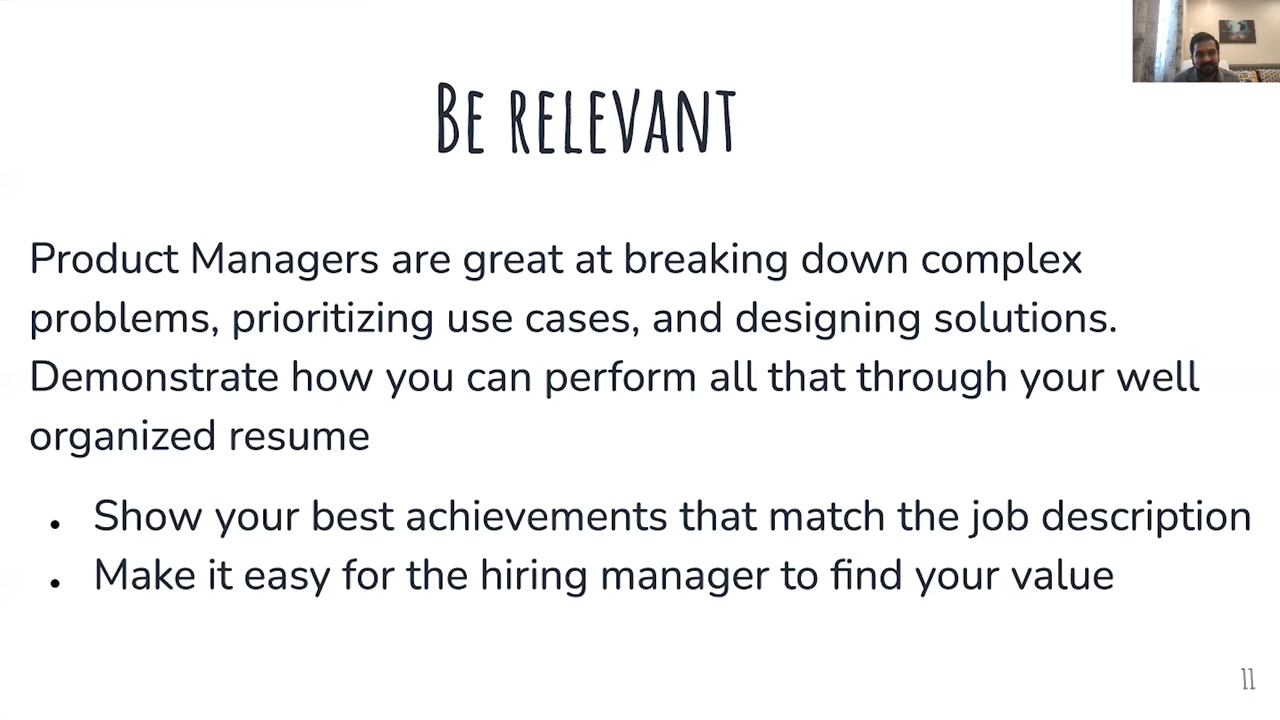 Be relevant
Product Managers are great at breaking down complex
problems, prioritizing use cases, and designing solutions.
Demonstrate how you can perform all that through your well
organized resume
• Show your best achievements that match the job description
• Make it easy for the hiring manager to find your value
11